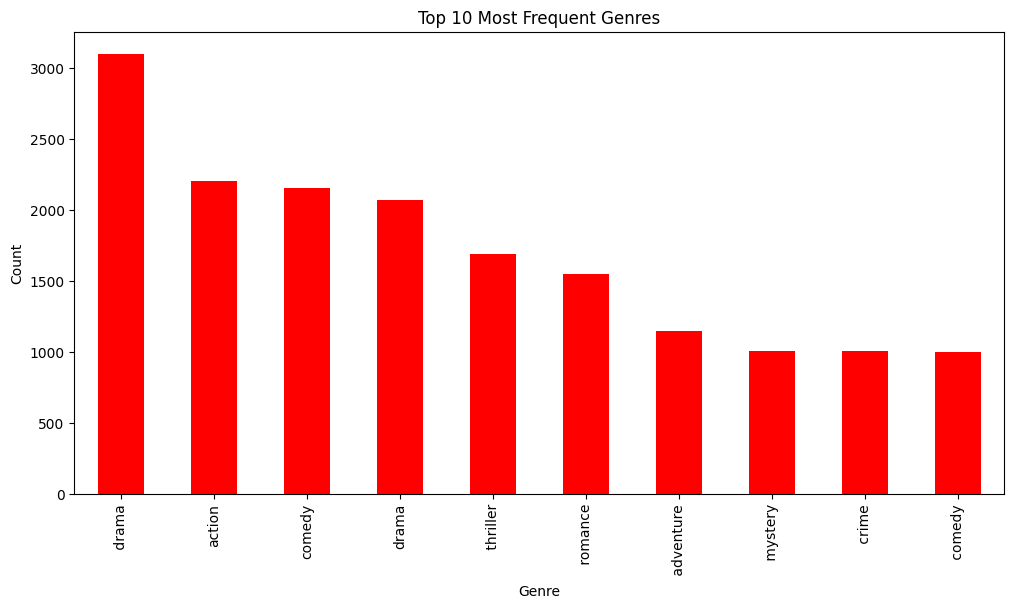 Top 10 Most Frequent Genres
Count
3000
2500
2000
1500
1000
500
0
drama
action
comedy
drama
thriller
romance
adventure
mystery
crime
comedy
Genre